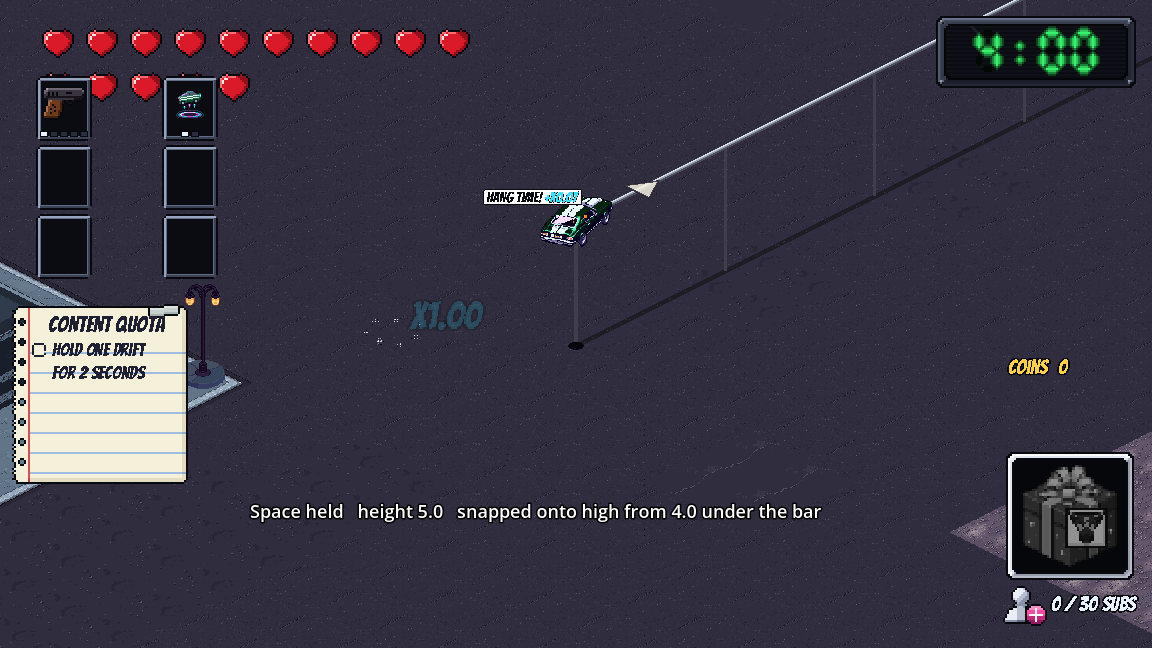 4:00
HANG TIME!
X1.00
CONTENT QUOTA
HOLD ONE DRIFT
FOR 2 SECONDS
COINS 0
Space held height 5.0 snapped onto high from 4.0 under the bar
0 / 30 SUBS